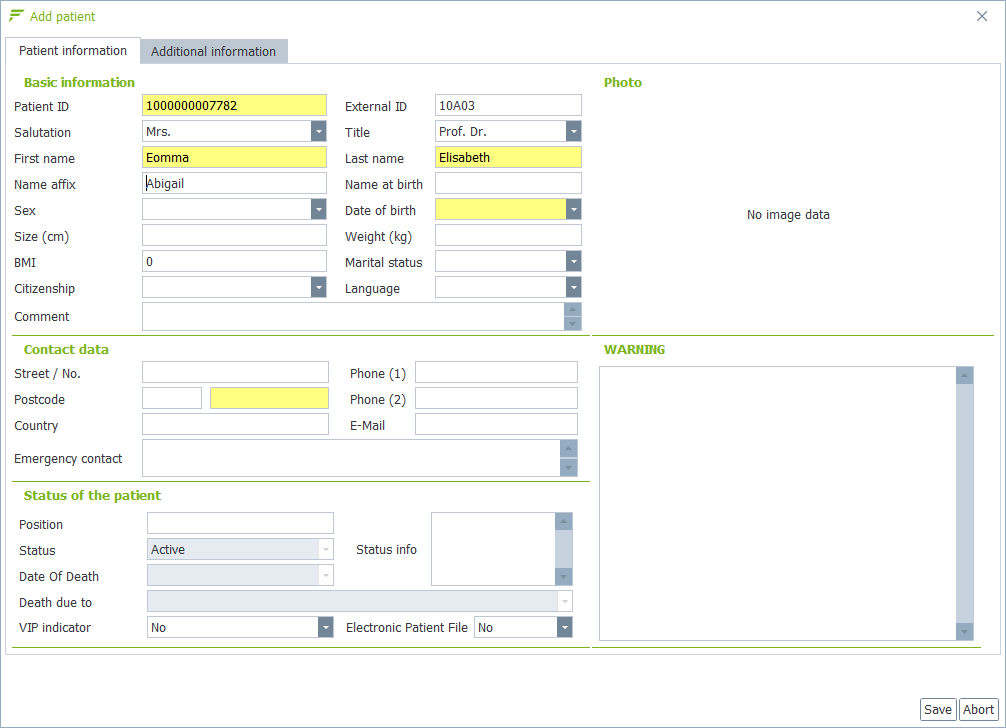 Add patient
Patient information Additional information
Basic information Photo
Patient ID 1000000007782 External ID 10A03
Salutation Mrs. Title Prof. Dr.
First name Eomma Last name Elisabeth
Name affix Abigail Name at birth
Sex Date of birth
No image data
Size (cm) Weight (kg)
BMI 0 Marital status
Citizenship Language
Comment
Contact data WARNING
Street / No. Phone (1)
Postcode Phone (2)
Country E-Mail
Emergency contact
Status of the patient
Position
Status Active Status info
Date Of Death
Death due to
VIP indicator No Electronic Patient File No
Save Abort